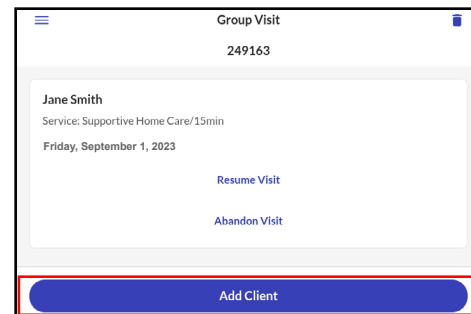 Group Visit
249163
Jane Smith
Service: Supportive Home Care/15min
Friday, September 1, 2023
Resume Visit
Abandon Visit
Add Client